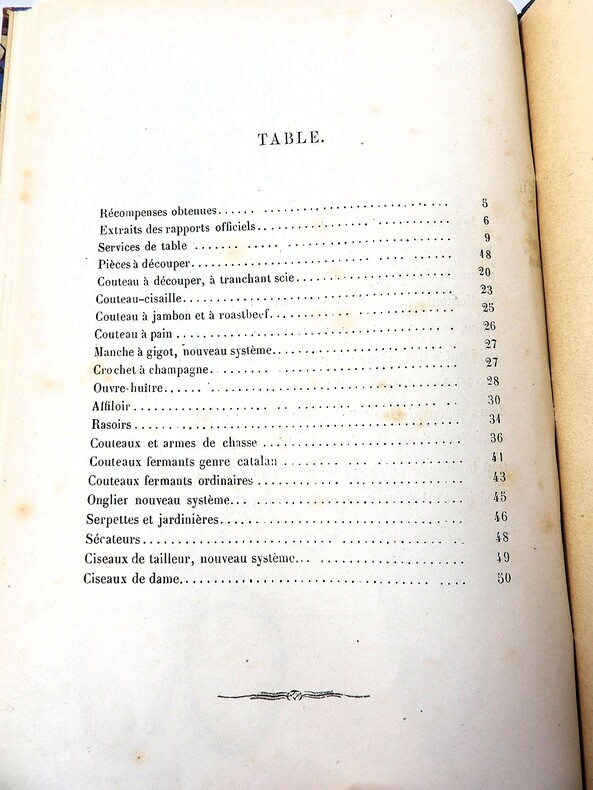 TABLE.
Récompenses obtenues 5
Extraits des rapports officiels 6
Services de table 9
Pièces à découper 18
Couteau à découper, à tranchant scie 20
Couteau-cisaille 23
Couteau à jambon et à roastbeef 25
Couteau à pain 26
Manche à gigot, nouveau système 27
Crochet à champagne 27
Ouvre-huître 28
Affiloir 30
Rasoirs 31
Couteaux et armes de chasse 36
Couteaux fermants genre catalan 41
Couteaux fermants ordinaires 43
Onglier nouveau système 45
Serpettes et jardinières 46
Sécateurs 48
Ciseaux de tailleur, nouveau système 49
Ciseaux de dame 50